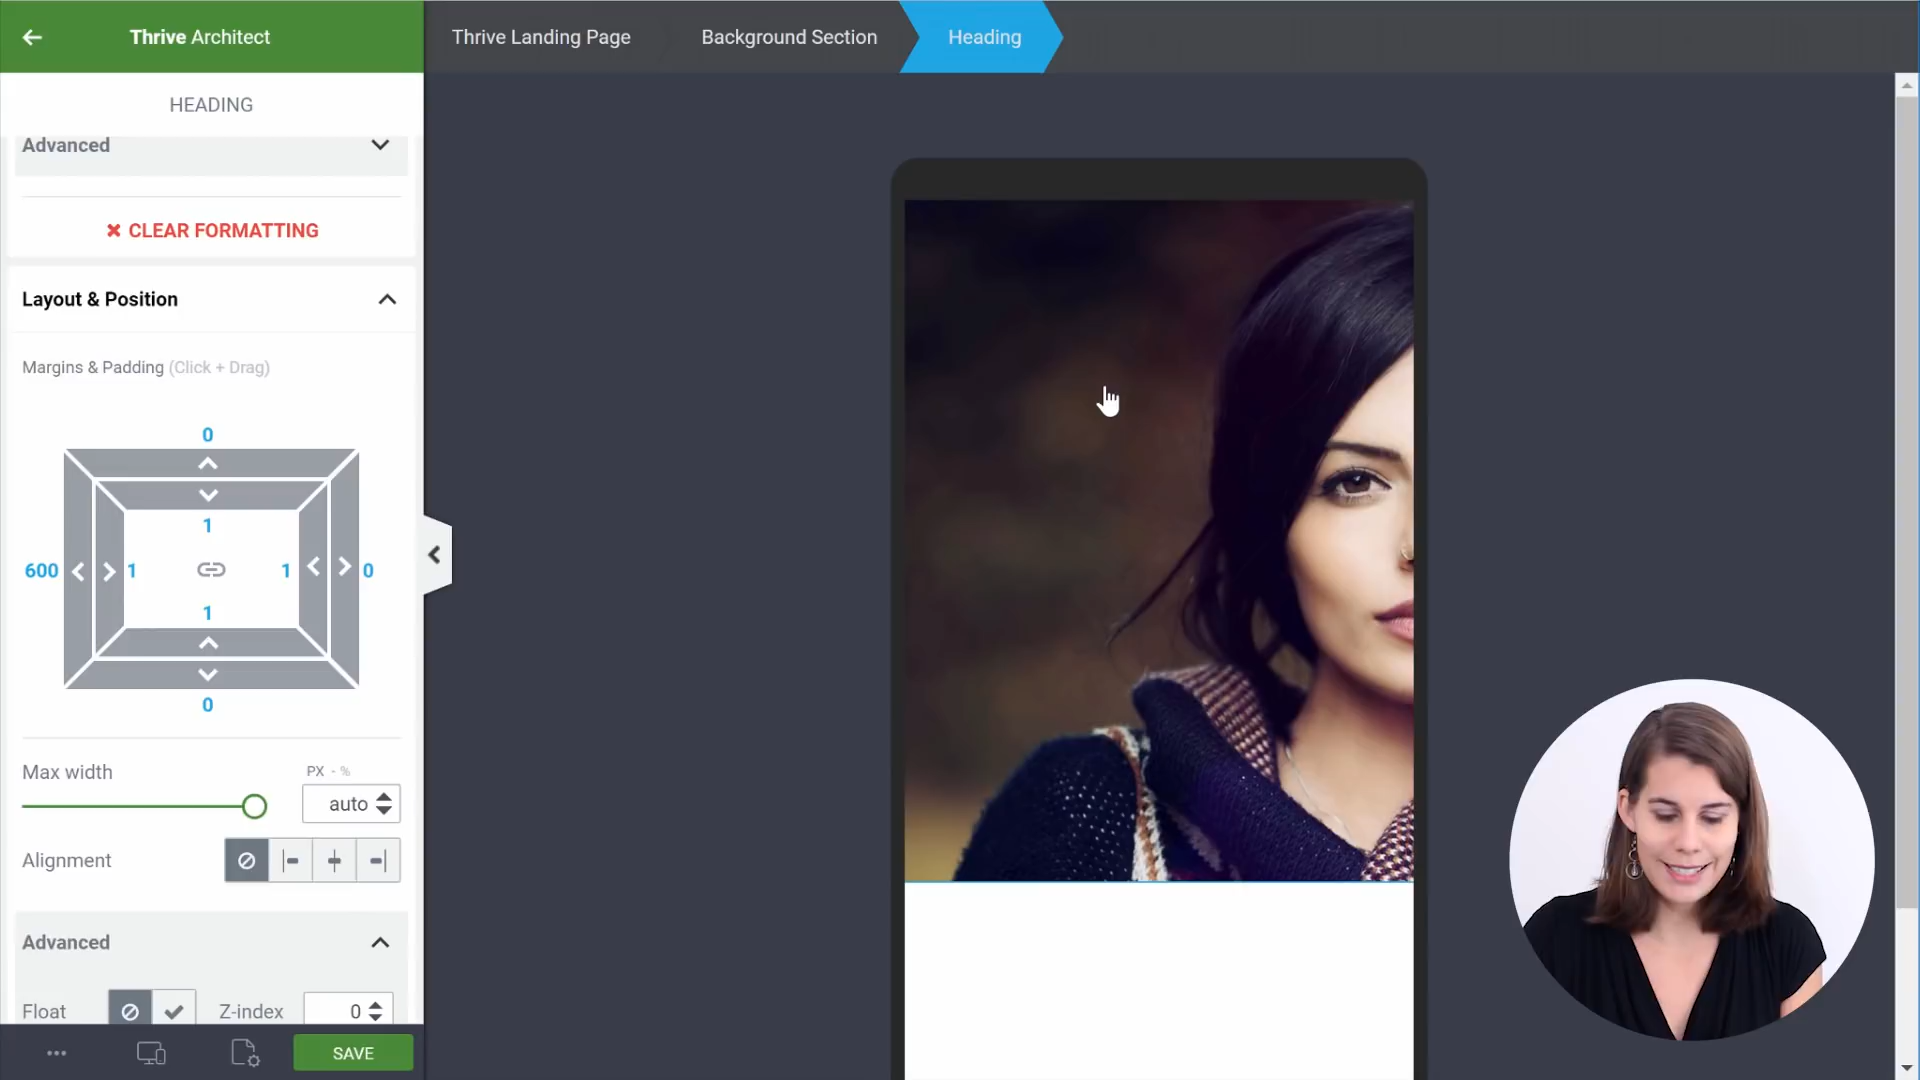 Thrive Architect
Thrive Landing Page
Background Section
Heading
HEADING
Advanced
CLEAR FORMATTING
Layout & Position
Margins & Padding (Click + Drag)
0
1
600
1
1
0
1
0
Max width
PX - %
auto
Alignment
Advanced
Float
Z-index
0
SAVE